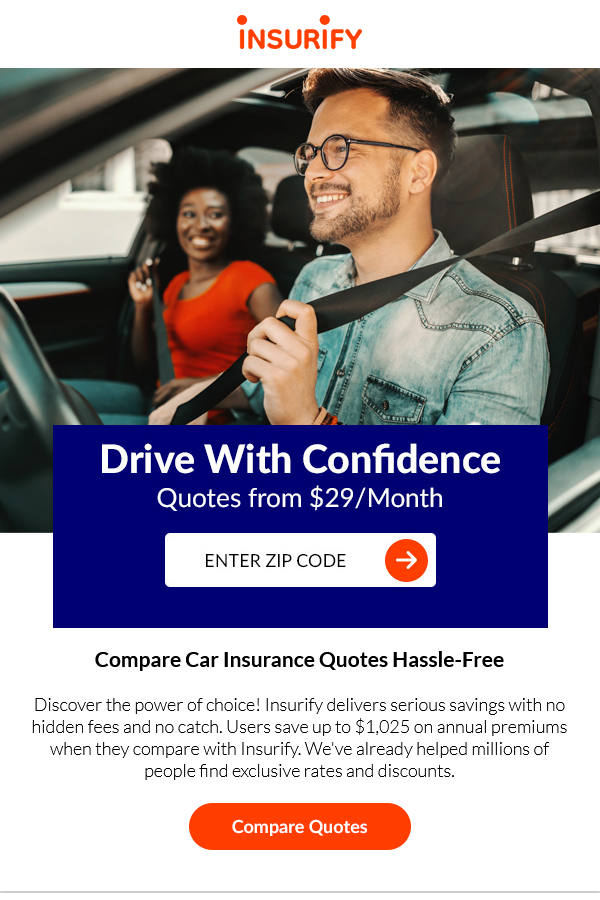 INSURIFY
Drive With Confidence
Quotes from $29/Month
ENTER ZIP CODE
Compare Car Insurance Quotes Hassle-Free
Discover the power of choice! Insurify delivers serious savings with no
hidden fees and no catch. Users save up to $1,025 on annual premiums
when they compare with Insurify. We've already helped millions of
people find exclusive rates and discounts.
Compare Quotes